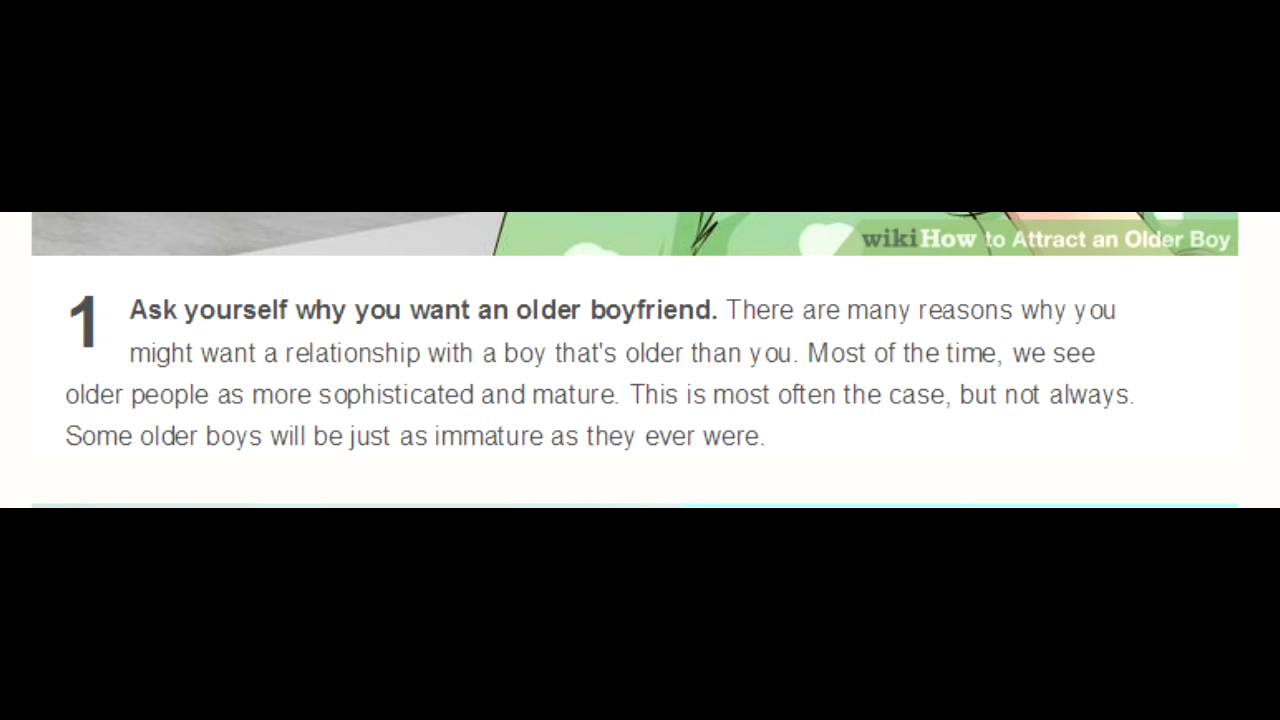 wikiHow to Attract an Older Boy
1 Ask yourself why you want an older boyfriend. There are many reasons why you
might want a relationship with a boy that's older than you. Most of the time, we see
older people as more sophisticated and mature. This is most often the case, but not always.
Some older boys will be just as immature as they ever were.